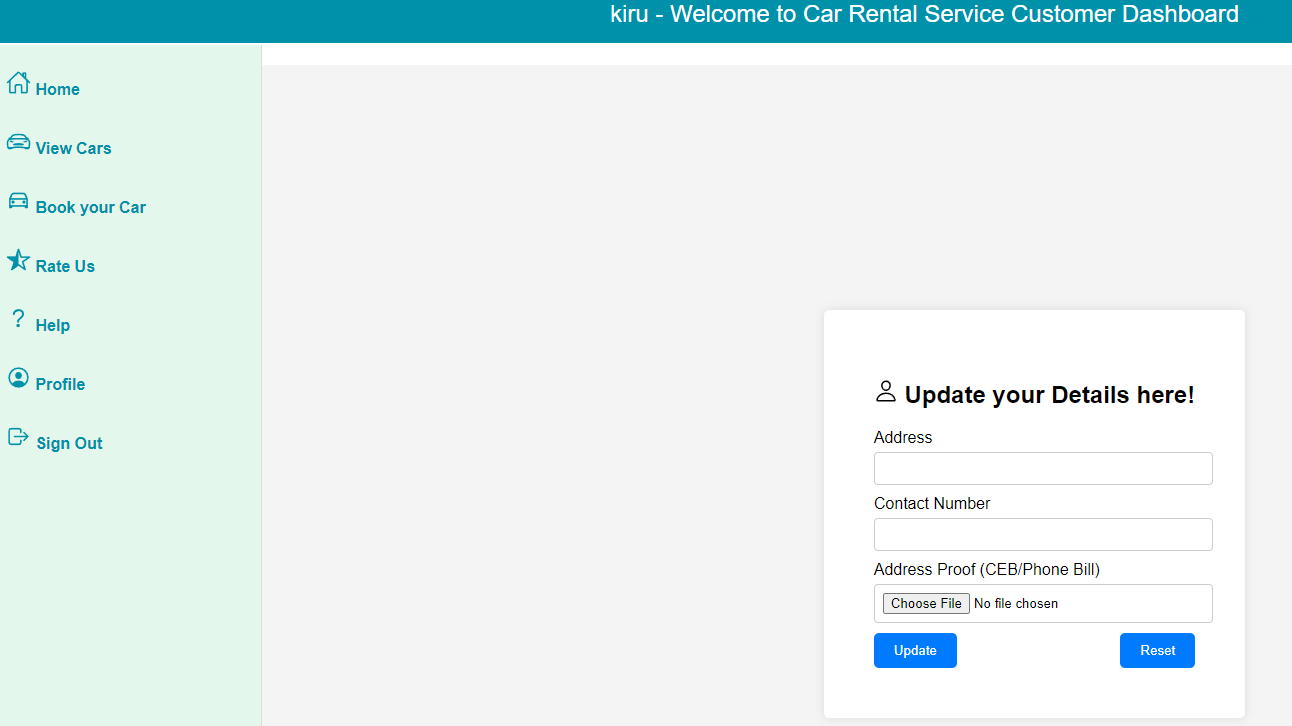 kiru - Welcome to Car Rental Service Customer Dashboard
Home
View Cars
Book your Car
Rate Us
Help
Profile
Sign Out
Update your Details here!
Address
Contact Number
Address Proof (CEB/Phone Bill)
Choose File No file chosen
Update Reset